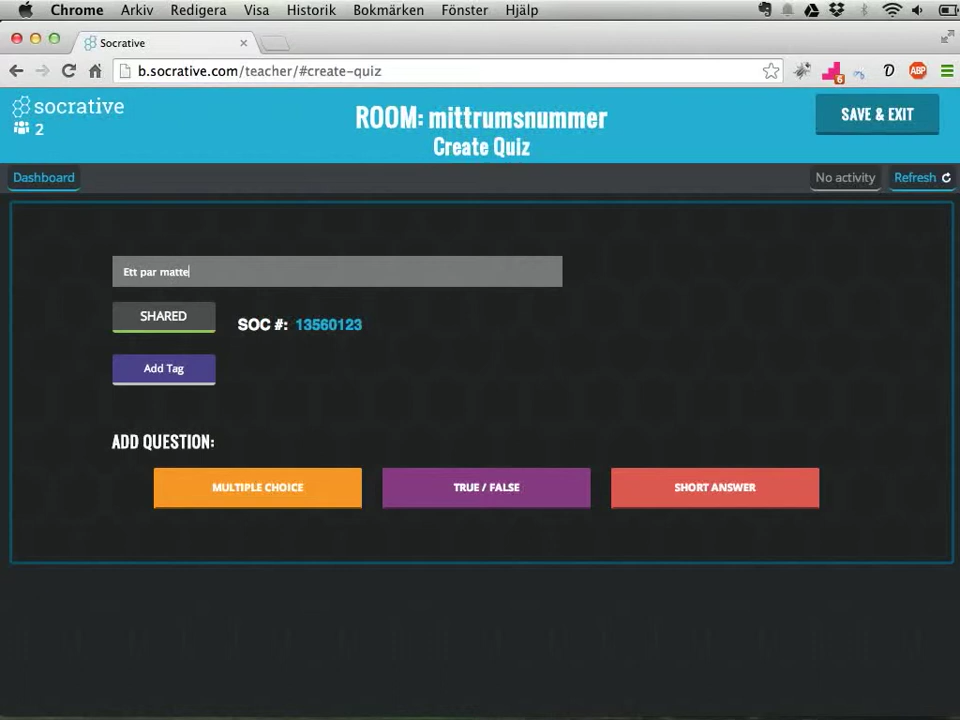 Chrome Arkiv Redigera Visa Historik Bokmärken Fönster Hjälp
Socrative
b.socrative.com/teacher/#create-quiz
6
D
ABP
socrative
2
ROOM: mittrumsnummer
Create Quiz
SAVE & EXIT
Dashboard
No activity
Refresh
Ett par matte
SHARED
SOC #: 13560123
Add Tag
ADD QUESTION:
MULTIPLE CHOICE
TRUE / FALSE
SHORT ANSWER